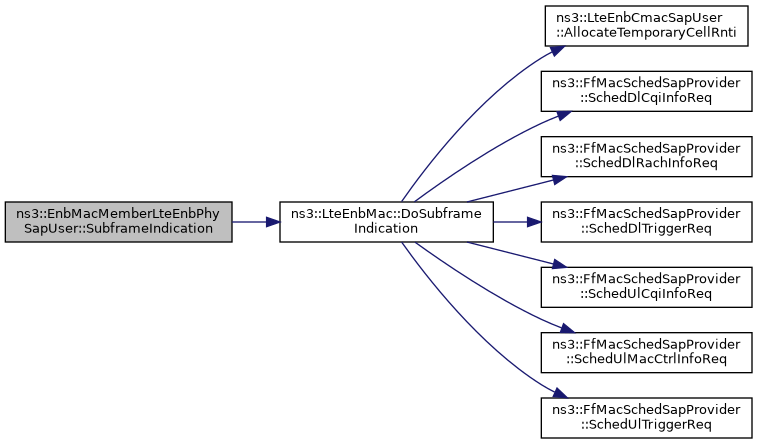 ns3::EnbMacMemberLteEnbPhy
SapUser::SubframeIndication
ns3::LteEnbMac::DoSubframe
Indication
ns3::LteEnbCmacSapUser
::AllocateTemporaryCellRnti
ns3::FfMacSchedSapProvider
::SchedDlCqiInfoReq
ns3::FfMacSchedSapProvider
::SchedDlRachInfoReq
ns3::FfMacSchedSapProvider
::SchedDlTriggerReq
ns3::FfMacSchedSapProvider
::SchedUlCqiInfoReq
ns3::FfMacSchedSapProvider
::SchedUlMacCtrlInfoReq
ns3::FfMacSchedSapProvider
::SchedUlTriggerReq